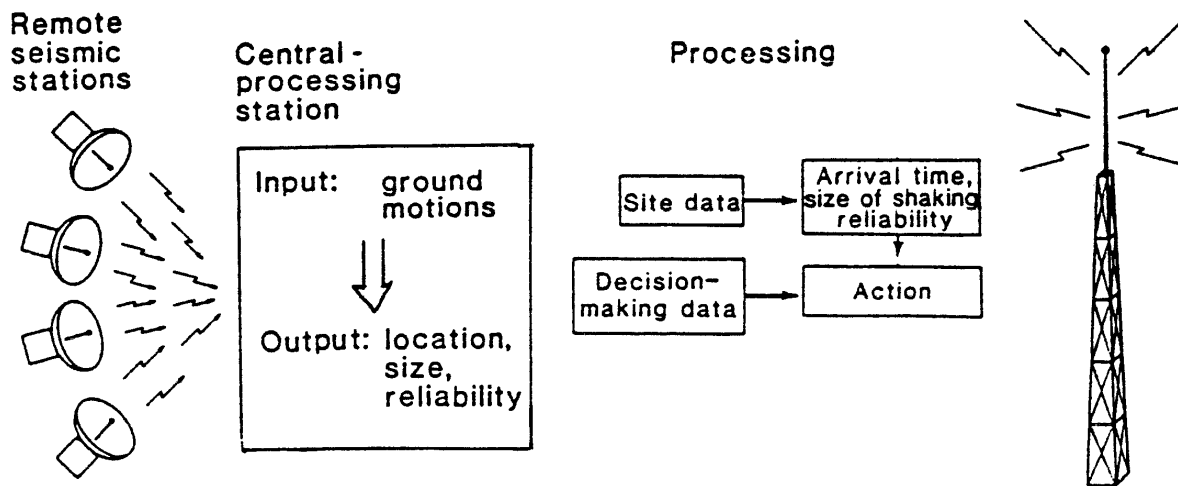 Remote
seismic
stations
Central-
processing
station
Input: ground
motions
Output: location,
size,
reliability
Processing
Site data
Arrival time,
size of shaking
reliability
Decision-
making data
Action